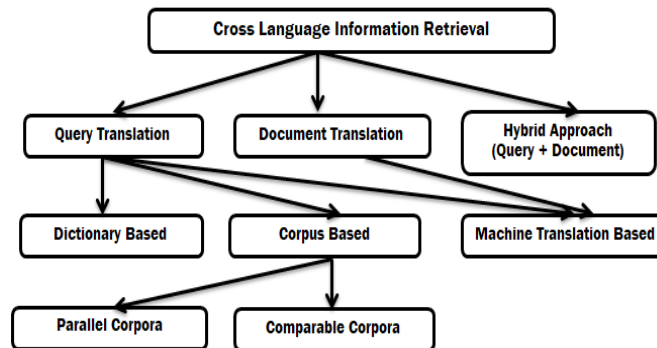 Cross Language Information Retrieval
Query Translation
Document Translation
Hybrid Approach
(Query + Document)
Dictionary Based
Corpus Based
Machine Translation Based
Parallel Corpora
Comparable Corpora